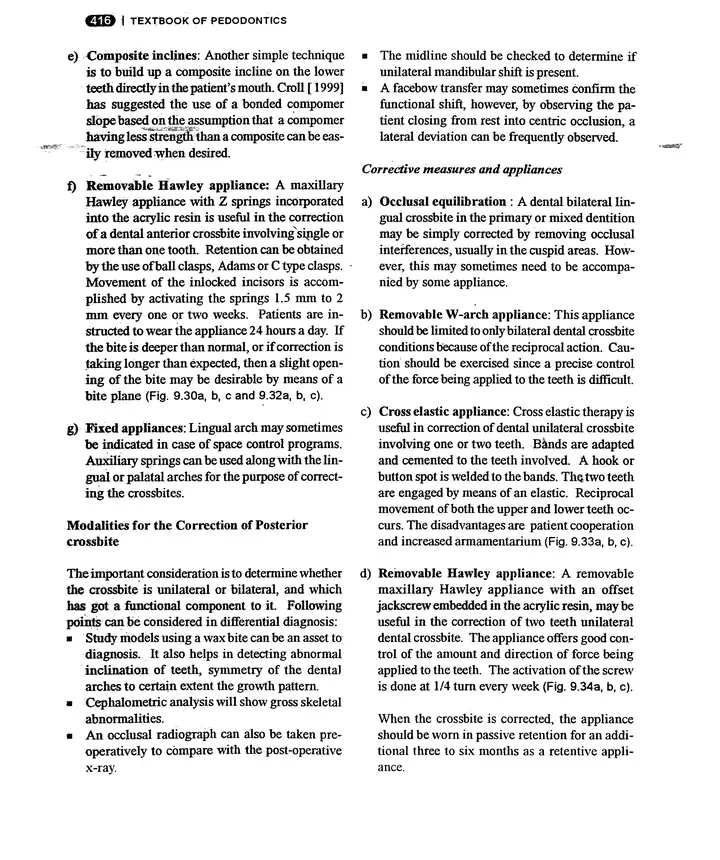 416 | TEXTBOOK OF PEDODONTICS
e) Composite inclines: Another simple technique
is to build up a composite incline on the lower
teeth directly in the patient's mouth. Croll [ 1999]
has suggested the use of a bonded compomer
slope based on the assumption that a compomer
having less strength than a composite can be eas-
ily removed when desired.
f) Removable Hawley appliance: A maxillary
Hawley appliance with Z springs incorporated
into the acrylic resin is useful in the correction
of a dental anterior crossbite involving single or
more than one tooth. Retention can be obtained
by the use of ball clasps, Adams or C type clasps.
Movement of the inlocked incisors is accom-
plished by activating the springs 1.5 mm to 2
mm every one or two weeks. Patients are in-
structed to wear the appliance 24 hours a day. If
the bite is deeper than normal, or if correction is
taking longer than expected, then a slight open-
ing of the bite may be desirable by means of a
bite plane (Fig. 9.30a, b, c and 9.32a, b, c).
g) Fixed appliances: Lingual arch may sometimes
be indicated in case of space control programs.
Auxiliary springs can be used along with the lin-
gual or palatal arches for the purpose of correct-
ing the crossbites.
Modalities for the Correction of Posterior
crossbite
The important consideration is to determine whether
the crossbite is unilateral or bilateral, and which
has got a functional component to it. Following
points can be considered in differential diagnosis:
■ Study models using a wax bite can be an asset to
diagnosis. It also helps in detecting abnormal
inclination of teeth, symmetry of the dental
arches to certain extent the growth pattern.
■ Cephalometric analysis will show gross skeletal
abnormalities.
■ An occlusal radiograph can also be taken pre-
operatively to compare with the post-operative
x-ray.
■ The midline should be checked to determine if
unilateral mandibular shift is present.
■ A facebow transfer may sometimes confirm the
functional shift, however, by observing the pa-
tient closing from rest into centric occlusion, a
lateral deviation can be frequently observed.
Corrective measures and appliances
a) Occlusal equilibration : A dental bilateral lin-
gual crossbite in the primary or mixed dentition
may be simply corrected by removing occlusal
interferences, usually in the cuspid areas. How-
ever, this may sometimes need to be accompa-
nied by some appliance.
b) Removable W-arch appliance: This appliance
should be limited to only bilateral dental crossbite
conditions because of the reciprocal action. Cau-
tion should be exercised since a precise control
of the force being applied to the teeth is difficult.
c) Cross elastic appliance: Cross elastic therapy is
useful in correction of dental unilateral crossbite
involving one or two teeth. Bands are adapted
and cemented to the teeth involved. A hook or
button spot is welded to the bands. The two teeth
are engaged by means of an elastic. Reciprocal
movement of both the upper and lower teeth oc-
curs. The disadvantages are patient cooperation
and increased armamentarium (Fig. 9.33a, b, c).
d) Removable Hawley appliance: A removable
maxillary Hawley appliance with an offset
jackscrew embedded in the acrylic resin, may be
useful in the correction of two teeth unilateral
dental crossbite. The appliance offers good con-
trol of the amount and direction of force being
applied to the teeth. The activation of the screw
is done at 1/4 turn every week (Fig. 9.34a, b, c).
When the crossbite is corrected, the appliance
should be worn in passive retention for an addi-
tional three to six months as a retentive appli-
ance.